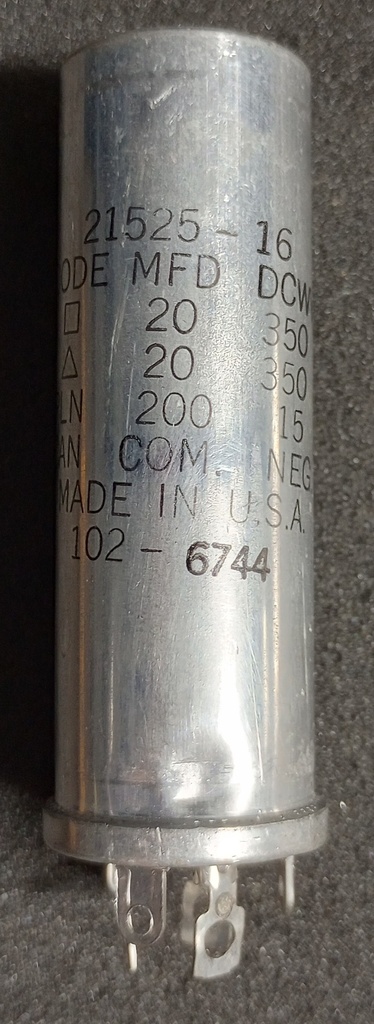 21525-16
ODE MFD DCW
□ 20 350
△ 20 350
LN 200 15
AN COM. NEG
MADE IN U.S.A.
102-6744